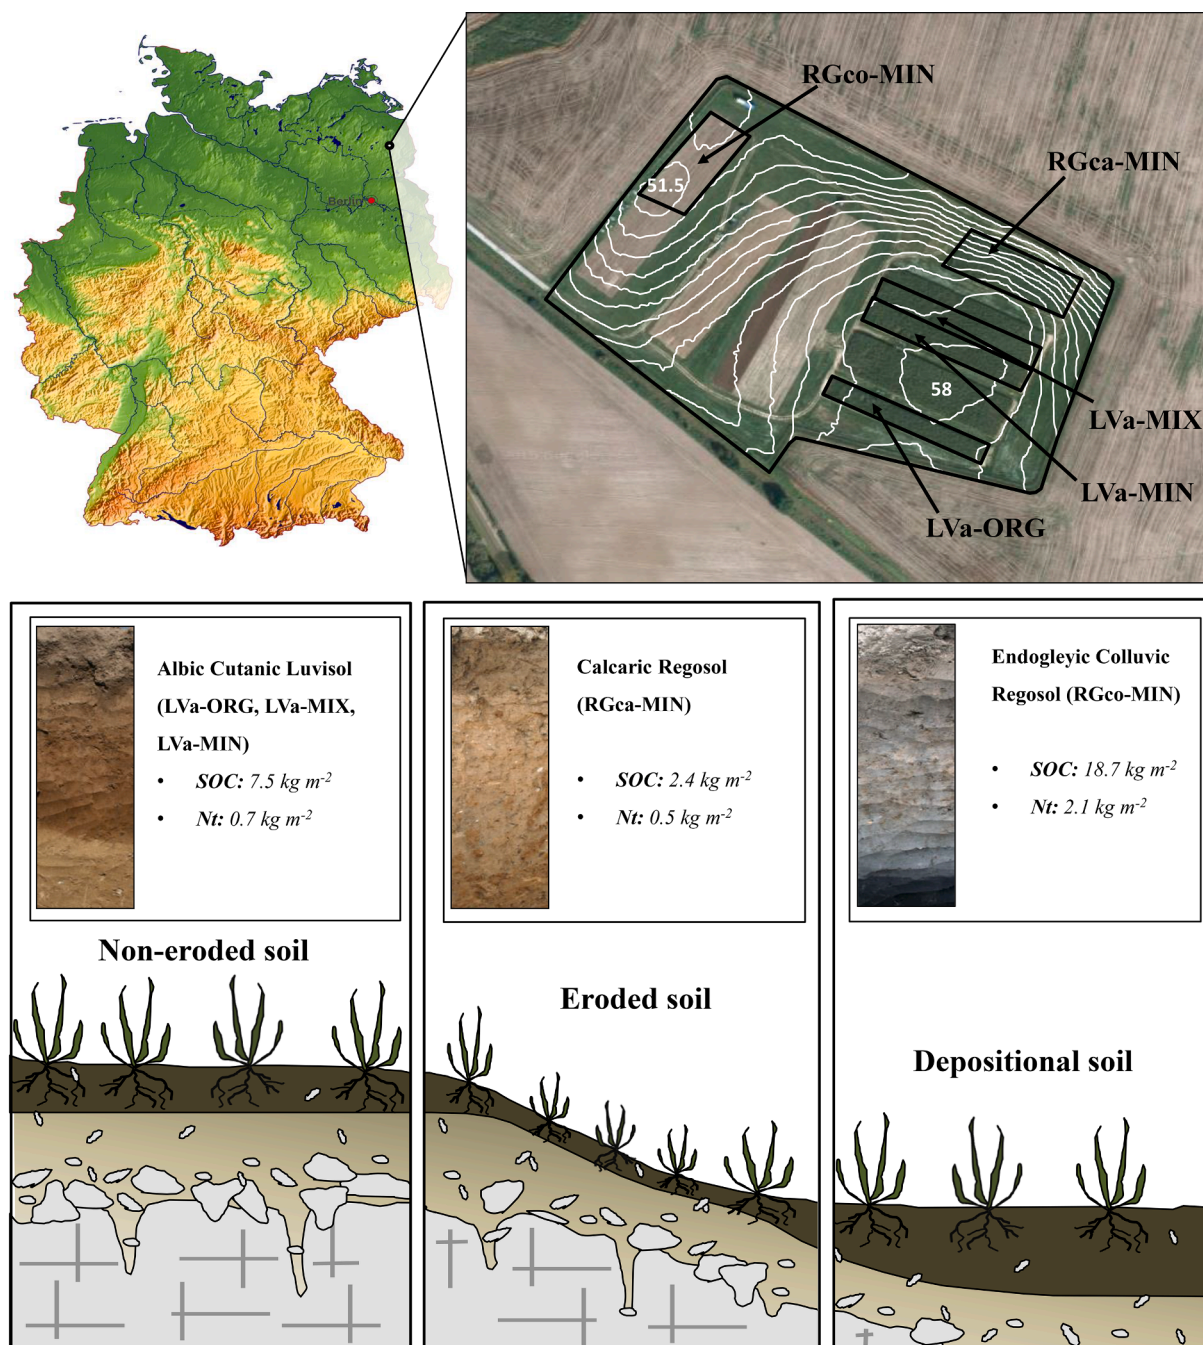 RGco-MIN
RGca-MIN
51.5
Berlin
58
LVa-MIX
LVa-MIN
LVa-ORG
Albic Cutanic Luvisol
(LVa-ORG, LVa-MIX,
LVa-MIN)
• SOC: 7.5 kg m⁻²
• Nt: 0.7 kg m⁻²
Non-eroded soil
Calcaric Regosol
(RGca-MIN)
• SOC: 2.4 kg m⁻²
• Nt: 0.5 kg m⁻²
Eroded soil
Endogleyic Colluvic
Regosol (RGco-MIN)
• SOC: 18.7 kg m⁻²
• Nt: 2.1 kg m⁻²
Depositional soil